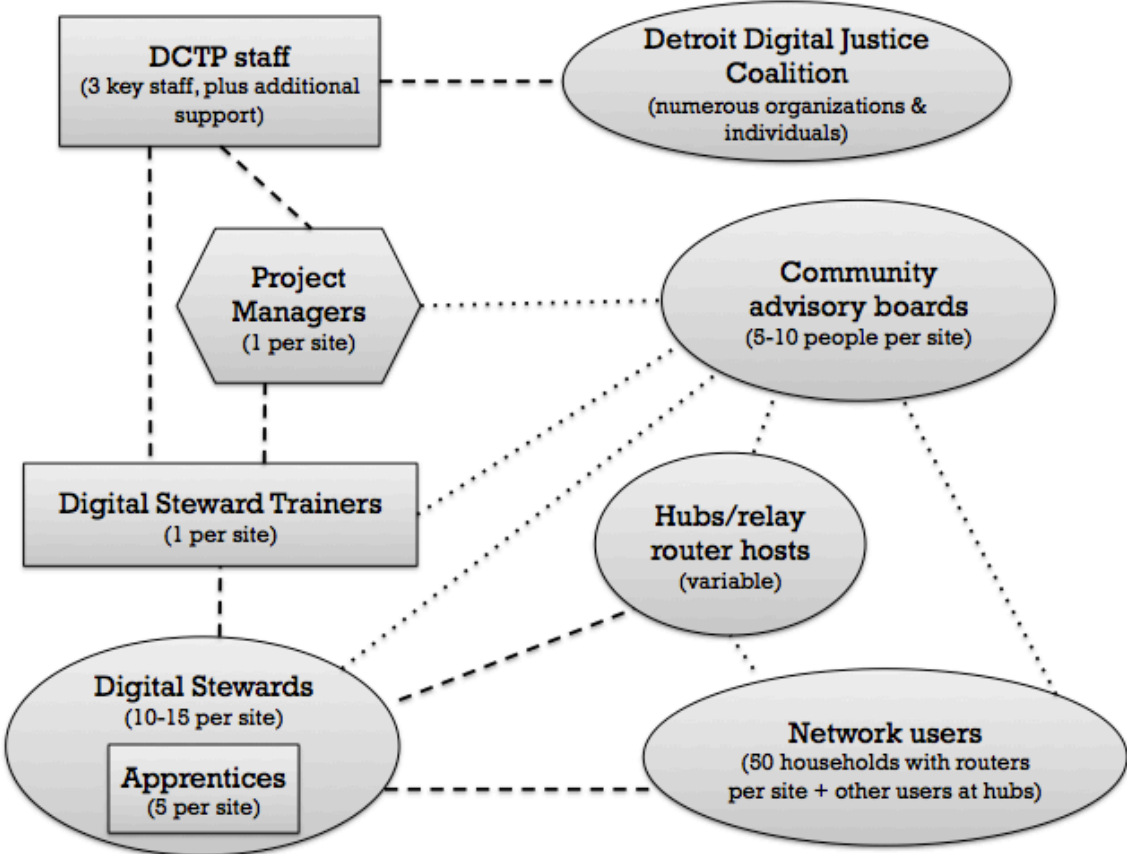 DCTP staff
(3 key staff, plus additional
support)
Detroit Digital Justice
Coalition
(numerous organizations &
individuals)
Project
Managers
(1 per site)
Community
advisory boards
(5-10 people per site)
Digital Steward Trainers
(1 per site)
Hubs/relay
router hosts
(variable)
Digital Stewards
(10-15 per site)
Apprentices
(5 per site)
Network users
(50 households with routers
per site + other users at hubs)